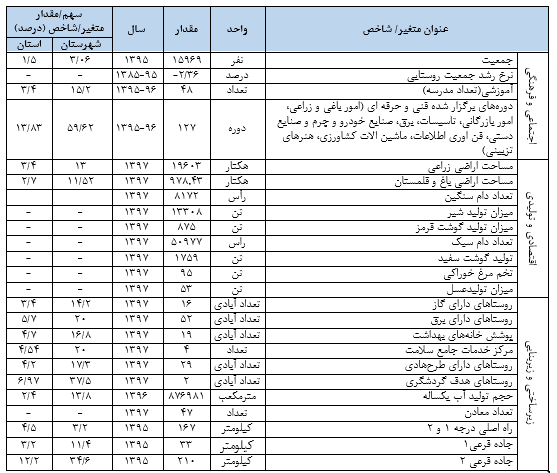 عنوان متغیر/ شاخص | واحد | مقدار | سال | سهم/مقدار متغیر/شاخص (درصد)
شهرستان | استان
اجتماعی و فرهنگی
جمعیت | نفر | ۱۵۹۶۹ | ۱۳۹۵ | ۳/۰۶ | ۱/۵
نرخ رشد جمعیت روستایی | درصد | -۲/۳۶ | ۱۳۸۵-۹۵ | - | -
آموزشی(تعداد مدرسه) | تعداد | ۴۸ | ۱۳۹۵-۹۶ | ۱۵/۲ | ۳/۴
دوره‌های برگزار شده فنی و حرفه ای (امور باغی و زراعی،
امور بازرگانی، تاسیسات، برق، صنایع خودرو و چرم و صنایع
دستی، فن اوری اطلاعات، ماشین الات کشاورزی، هنرهای
تزیینی) | دوره | ۱۲۷ | ۱۳۹۵-۹۶ | ۵۹/۶۲ | ۱۳/۸۳
اقتصادی و تولیدی
مساحت اراضی زراعی | هکتار | ۱۹۶۰۳ | ۱۳۹۷ | ۱۳ | ۳/۴
مساحت اراضی باغ و قلمستان | هکتار | ۹۷۸,۴۳ | ۱۳۹۷ | ۱۱/۵۲ | ۲/۷
تعداد دام سنگین | رأس | ۸۱۷۲ | ۱۳۹۷
میزان تولید شیر | تن | ۱۳۳۰۸ | ۱۳۹۷ | - | -
میزان تولید گوشت قرمز | تن | ۸۷۵ | ۱۳۹۷ | - | -
تعداد دام سبک | راس | ۵۰۹۷۷ | ۱۳۹۷ | - | -
تولید گوشت سفید | تن | ۱۷۵۹ | ۱۳۹۷ | - | -
تخم مرغ خوراکی | تن | ۹۵ | ۱۳۹۷ | - | -
میزان تولیدعسل | تن | ۵۳ | ۱۳۹۷ | - | -
زیرساختی و زیربنایی
روستاهای دارای گاز | تعداد آبادی | ۱۶ | ۱۳۹۷ | ۱۴/۲ | ۳/۴
روستاهای دارای برق | تعداد آبادی | ۵۲ | ۱۳۹۷ | ۲۰ | ۵/۷
پوشش خانه‌های بهداشت | تعداد آبادی | ۱۹ | ۱۳۹۷ | ۱۶/۸ | ۴/۷
مرکز خدمات جامع سلامت | تعداد | ۴ | ۱۳۹۷ | ۲۰ | ۴/۵۴
روستاهای دارای طرح‌هادی | تعداد آبادی | ۲۹ | ۱۳۹۷ | ۱۷/۳ | ۴/۲
روستاهای هدف گردشگری | تعداد آبادی | ۲ | ۱۳۹۷ | ۳۷/۵ | ۶/۹۷
حجم تولید آب یکساله | مترمکعب | ۸۷۶۹۸۱ | ۱۳۹۶ | ۱۳/۸ | ۲/۴
تعداد معادن | تعداد | ۴۷ | ۱۳۹۷ | - | -
راه اصلی درجه ۱ و ۲ | کیلومتر | ۱۶۷ | ۱۳۹۵ | ۳/۲ | ۴/۵
جاده فرعی۱ | کیلومتر | ۳۳ | ۱۳۹۵ | ۱۱/۴ | ۳/۲
جاده فرعی ۲ | کیلومتر | ۲۱۰ | ۱۳۹۵ | ۳۴/۶ | ۱۲/۲